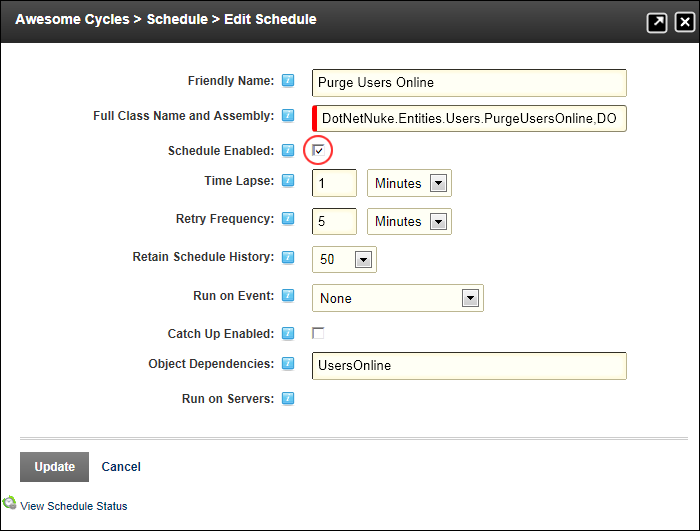 Awesome Cycles > Schedule > Edit Schedule
Friendly Name: Purge Users Online
Full Class Name and Assembly: DotNetNuke.Entities.Users.PurgeUsersOnline,DO
Schedule Enabled:
Time Lapse: 1 Minutes
Retry Frequency: 5 Minutes
Retain Schedule History: 50
Run on Event: None
Catch Up Enabled:
Object Dependencies: UsersOnline
Run on Servers:
Update Cancel
View Schedule Status